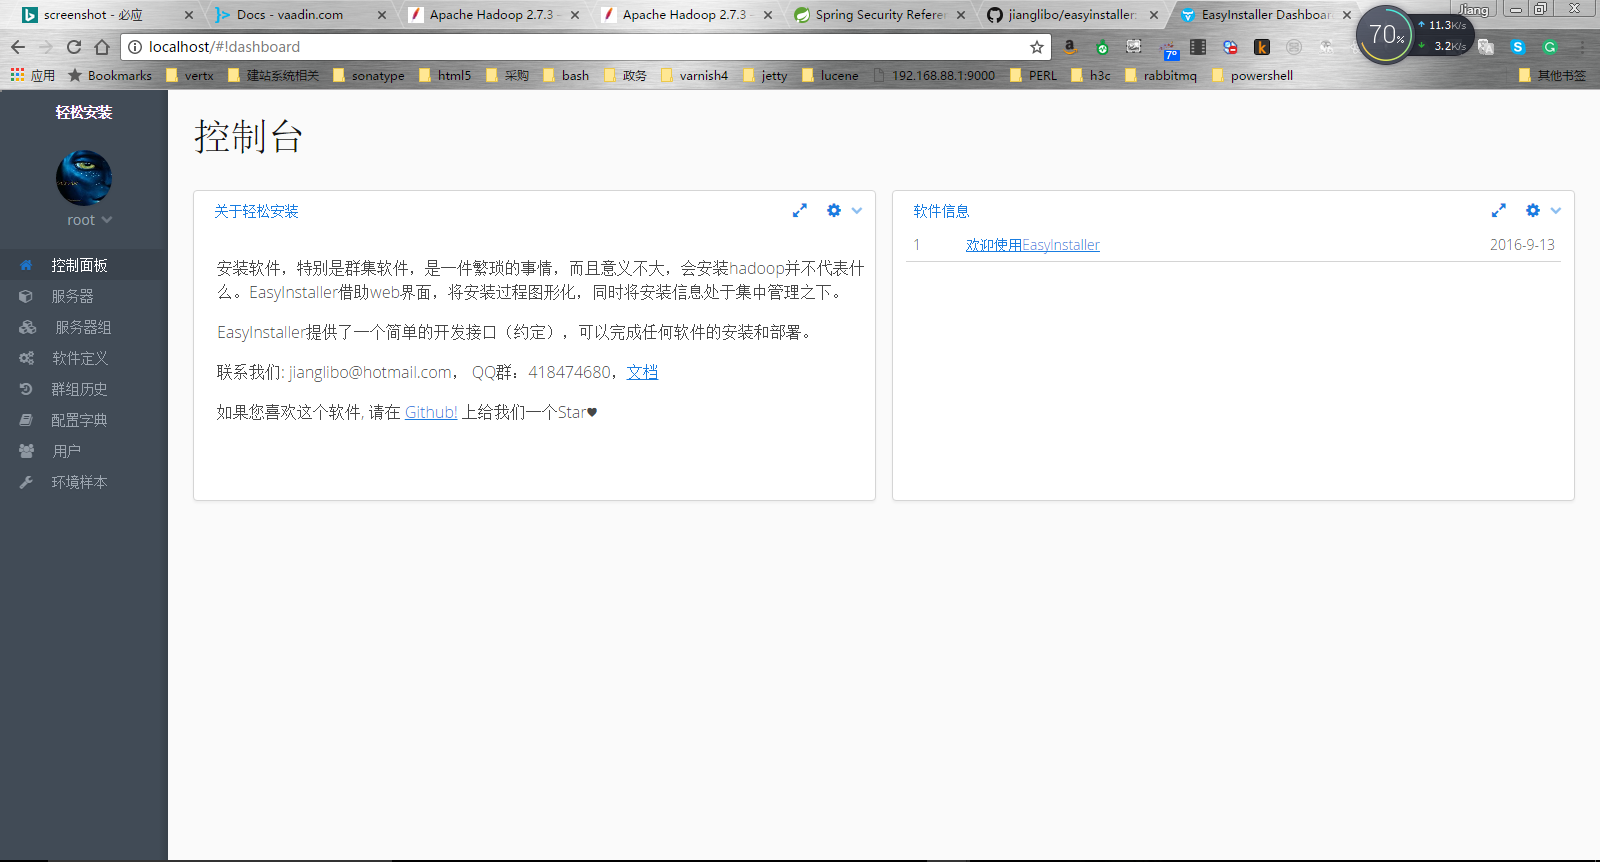 screenshot - 必应
Docs - vaadin.com
Apache Hadoop 2.7.3 -
Apache Hadoop 2.7.3 -
Spring Security Refere
jianglibo/easyinstaller:
EasyInstaller Dashboar
Jiang
localhost/#!dashboard
7°
70%
11.3K/s
3.2K/s
应用
Bookmarks
vertx
建站系统相关
sonatype
html5
采购
bash
政务
varnish4
jetty
lucene
192.168.88.1:9000
PERL
h3c
rabbitmq
powershell
其他书签
轻松安装
root
控制面板
服务器
服务器组
软件定义
群组历史
配置字典
用户
环境样本
控制台
关于轻松安装
安装软件，特别是群集软件，是一件繁琐的事情，而且意义不大，会安装hadoop并不代表什
么。EasyInstaller借助web界面，将安装过程图形化，同时将安装信息处于集中管理之下。
EasyInstaller提供了一个简单的开发接口（约定），可以完成任何软件的安装和部署。
联系我们: jianglibo@hotmail.com， QQ群：418474680，文档
如果您喜欢这个软件, 请在 Github! 上给我们一个Star♥
软件信息
1 欢迎使用EasyInstaller 2016-9-13